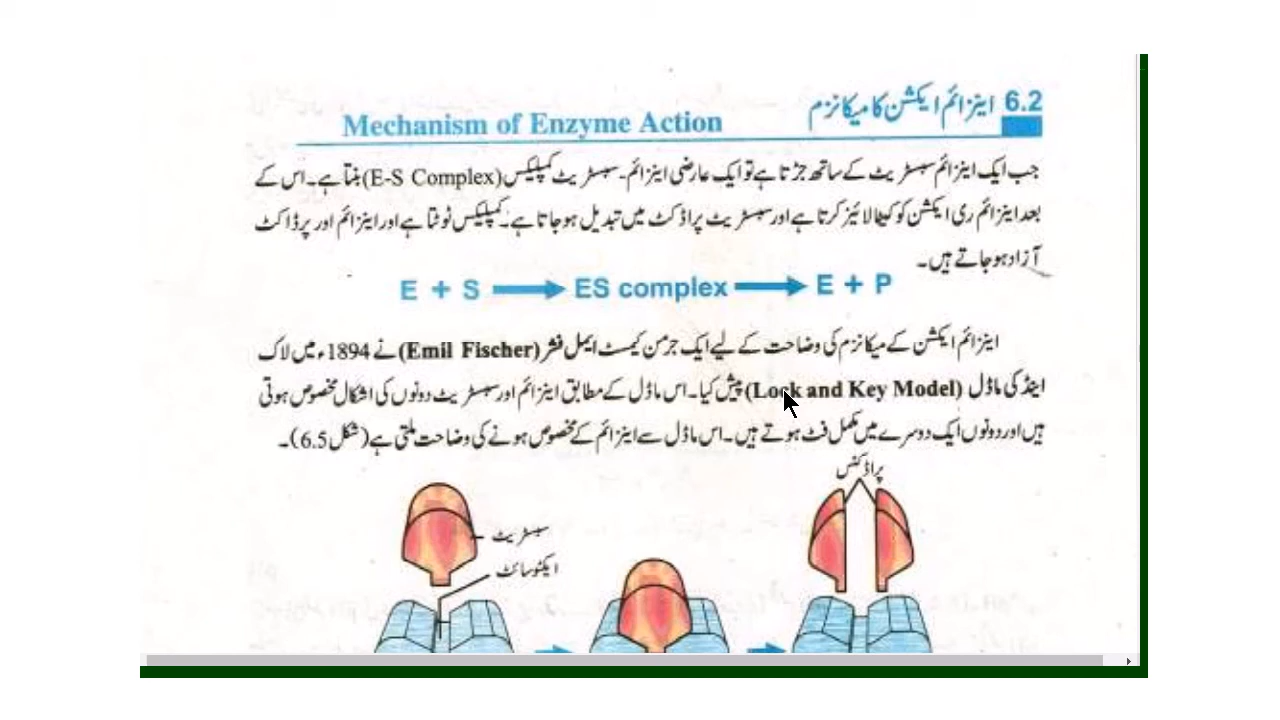 6.2 اینزائم ایکشن کا میکانزم Mechanism of Enzyme Action
جب ایک اینزائم سبسٹریٹ کے ساتھ جڑتا ہے تو ایک عارضی اینزائم۔سبسٹریٹ کمپلیکس (E-S Complex) بنتا ہے۔ اس کے
بعد اینزائم ری ایکشن کو کیٹالائیز کرتا ہے اور سبسٹریٹ پراڈکٹ میں تبدیل ہو جاتا ہے۔ کمپلیکس ٹوٹتا ہے اور اینزائم اور پرڈاکٹ
آزاد ہو جاتے ہیں۔
E + S → ES complex → E + P
اینزائم ایکشن کے میکانزم کی وضاحت کے لیے ایک جرمن کیمسٹ ایمل فشر (Emil Fischer) نے 1894ء میں لاک
اینڈ کی ماڈل (Lock and Key Model) پیش کیا۔ اس ماڈل کے مطابق اینزائم اور سبسٹریٹ دونوں کی اشکال مخصوص ہوتی
ہیں اور دونوں ایک دوسرے میں مکمل فٹ ہوتے ہیں۔ اس ماڈل سے اینزائم کے مخصوص ہونے کی وضاحت ملتی ہے (شکل 6.5)۔
پراڈکٹس
سبسٹریٹ
ایکٹو سائٹ